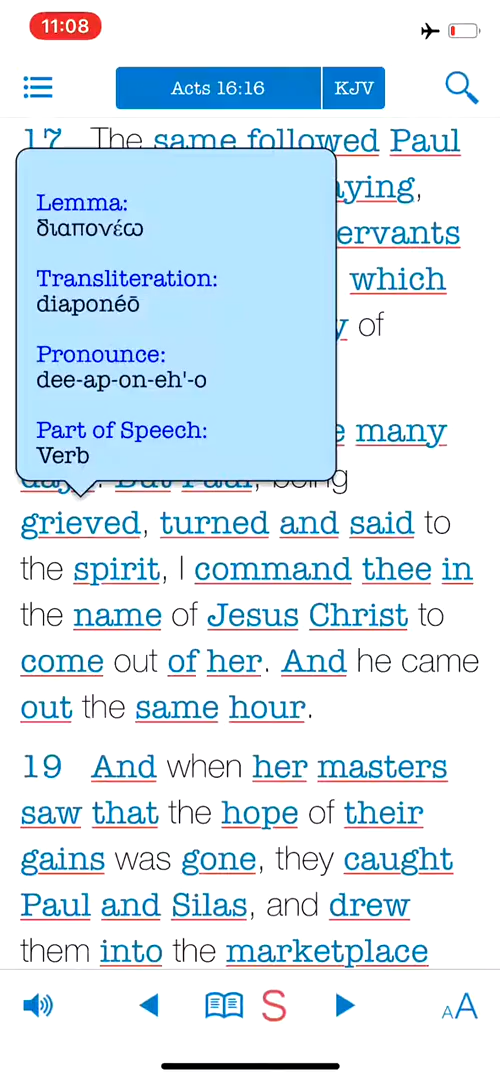 11:08
Acts 16:16 KJV
17 The same followed Paul
Lemma:
διαπονέω
Transliteration:
diaponéō
Pronounce:
dee-ap-on-eh'-o
Part of Speech:
Verb
which
of
many
days. But Paul, being
grieved, turned and said to
the spirit, I command thee in
the name of Jesus Christ to
come out of her. And he came
out the same hour.
19 And when her masters
saw that the hope of their
gains was gone, they caught
Paul and Silas, and drew
them into the marketplace
S
AA